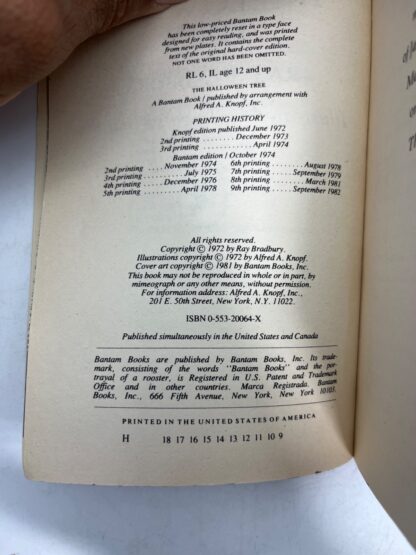 This low-priced Bantam Book
has been completely reset in a type face
designed for easy reading, and was printed
from new plates. It contains the complete
text of the original hard-cover edition.
NOT ONE WORD HAS BEEN OMITTED.
RL 6, IL age 12 and up
THE HALLOWEEN TREE
A Bantam Book / published by arrangement with
Alfred A. Knopf, Inc.
PRINTING HISTORY
Knopf edition published June 1972
2nd printing ........ December 1973
3rd printing ........ April 1974
Bantam edition / October 1974
2nd printing .... November 1974 6th printing ....... August 1978
3rd printing ........ July 1975 7th printing ...... September 1979
4th printing ..... December 1976 8th printing ....... March 1981
5th printing ........ April 1978 9th printing ..... September 1982
All rights reserved.
Copyright © 1972 by Ray Bradbury.
Illustrations copyright © 1972 by Alfred A. Knopf.
Cover art copyright © 1981 by Bantam Books, Inc.
This book may not be reproduced in whole or in part, by
mimeograph or any other means, without permission.
For information address: Alfred A. Knopf, Inc.,
201 E. 50th Street, New York, N.Y. 11022.
ISBN 0-553-20064-X
Published simultaneously in the United States and Canada
Bantam Books are published by Bantam Books, Inc. Its trade-
mark, consisting of the words "Bantam Books" and the por-
trayal of a rooster, is Registered in U.S. Patent and Trademark
Office and in other countries. Marca Registrada. Bantam
Books, Inc., 666 Fifth Avenue, New York, New York 10103.
PRINTED IN THE UNITED STATES OF AMERICA
H 18 17 16 15 14 13 12 11 10 9